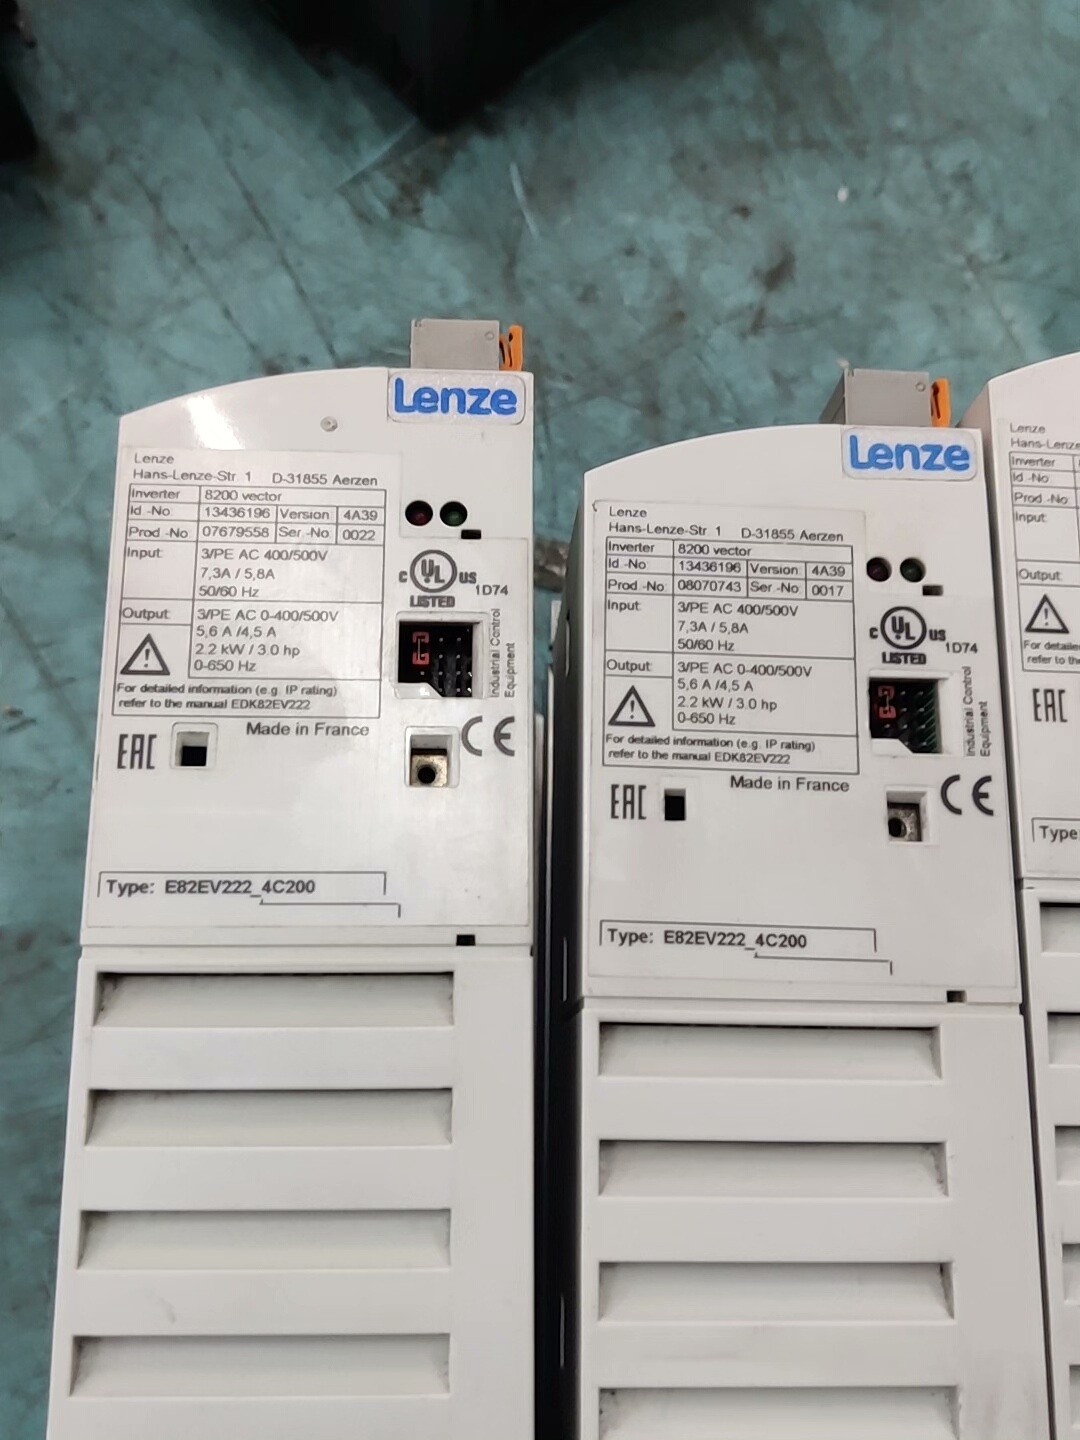 Lenze
Lenze
Hans-Lenze-Str 1 D-31855 Aerzen
Inverter 8200 vector
Id -No 13436196 Version 4A39
Prod -No 07679558 Ser -No 0022
Input: 3/PE AC 400/500V
7,3A / 5,8A
50/60 Hz
Output: 3/PE AC 0-400/500V
5,6 A /4,5 A
2.2 kW / 3.0 hp
0-650 Hz
For detailed information (e.g. IP rating)
refer to the manual EDK82EV222
Made in France
EAC
C UL US
LISTED
1D74
Industrial Control
Equipment
CE
Type: E82EV222_4C200
Lenze
Lenze
Hans-Lenze-Str 1 D-31855 Aerzen
Inverter 8200 vector
Id -No: 13436196 Version 4A39
Prod -No: 08070743 Ser -No 0017
Input: 3/PE AC 400/500V
7,3A / 5,8A
50/60 Hz
Output: 3/PE AC 0-400/500V
5,6 A /4,5 A
2.2 kW / 3.0 hp
0-650 Hz
For detailed information (e.g. IP rating)
refer to the manual EDK82EV222
Made in France
EAC
C UL US
LISTED
1D74
Industrial Control
Equipment
CE
Type: E82EV222_4C200
Lenze
Hans-Lenze
Inverter
Id -No:
Prod -No:
Input:
Output:
For detaile
refer to th
EAC
Type